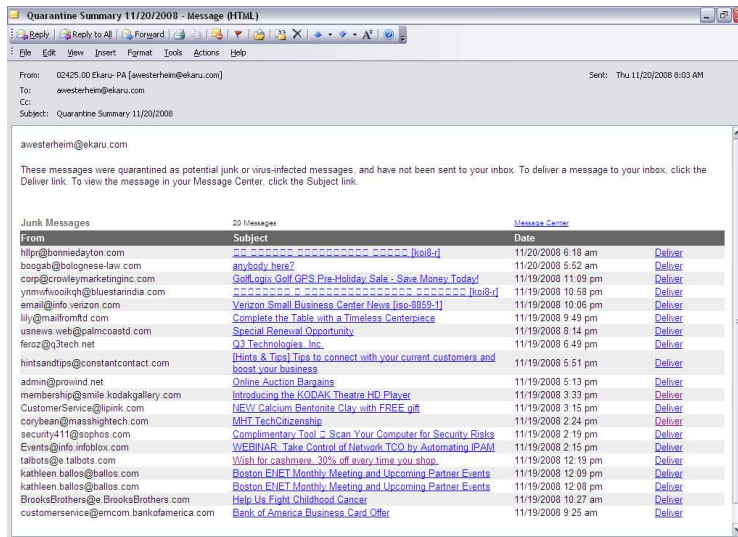 Quarantine Summary 11/20/2008 - Message (HTML)
Reply Reply to All Forward
File Edit View Insert Format Tools Actions Help
From: 02425.00 Ekaru- PA [awesterheim@ekaru.com] Sent: Thu 11/20/2008 8:03 AM
To: awesterheim@ekaru.com
Cc:
Subject: Quarantine Summary 11/20/2008
awesterheim@ekaru.com
These messages were quarantined as potential junk or virus-infected messages, and have not been sent to your inbox. To deliver a message to your inbox, click the
Deliver link. To view the message in your Message Center, click the Subject link.
Junk Messages 20 Messages Message Center
From Subject Date
hllpr@bonniedayton.com □□ □□□□□□ □□□□□□□□□□ □□□□□ [koi8-r] 11/20/2008 6:18 am Deliver
boogab@bolognese-law.com anybody here? 11/20/2008 5:52 am Deliver
corp@crowleymarketinginc.com GolfLogix Golf GPS Pre-Holiday Sale - Save Money Today! 11/19/2008 11:09 pm Deliver
ynmwfwooikqh@bluestarindia.com □□□□□□□□ □ □□□□□□□□□□□□□□ □□□□□□□ [koi8-r] 11/19/2008 10:58 pm Deliver
email@info.verizon.com Verizon Small Business Center News [iso-8859-1] 11/19/2008 10:06 pm Deliver
lily@mailfromftd.com Complete the Table with a Timeless Centerpiece 11/19/2008 9:49 pm Deliver
usnews.web@palmcoastd.com Special Renewal Opportunity 11/19/2008 8:14 pm Deliver
feroz@q3tech.net Q3 Technologies, Inc. 11/19/2008 6:49 pm Deliver
hintsandtips@constantcontact.com [Hints & Tips] Tips to connect with your current customers and
boost your business 11/19/2008 5:51 pm Deliver
admin@prowind.net Online Auction Bargains 11/19/2008 5:13 pm Deliver
membership@smile.kodakgallery.com Introducing the KODAK Theatre HD Player 11/19/2008 3:33 pm Deliver
CustomerService@lipink.com NEW Calcium Bentonite Clay with FREE gift 11/19/2008 3:15 pm Deliver
corybean@masshightech.com MHT TechCitizenship 11/19/2008 2:24 pm Deliver
security411@sophos.com Complimentary Tool □ Scan Your Computer for Security Risks 11/19/2008 2:19 pm Deliver
Events@info.infoblox.com WEBINAR: Take Control of Network TCO by Automating IPAM 11/19/2008 2:15 pm Deliver
talbots@e.talbots.com Wish for cashmere. 30% off every time you shop. 11/19/2008 12:19 pm Deliver
kathleen.ballos@ballos.com Boston ENET Monthly Meeting and Upcoming Partner Events 11/19/2008 12:09 pm Deliver
kathleen.ballos@ballos.com Boston ENET Monthly Meeting and Upcoming Partner Events 11/19/2008 12:08 pm Deliver
BrooksBrothers@e.BrooksBrothers.com Help Us Fight Childhood Cancer 11/19/2008 10:27 am Deliver
customerservice@emcom.bankofamerica.com Bank of America Business Card Offer 11/19/2008 9:25 am Deliver